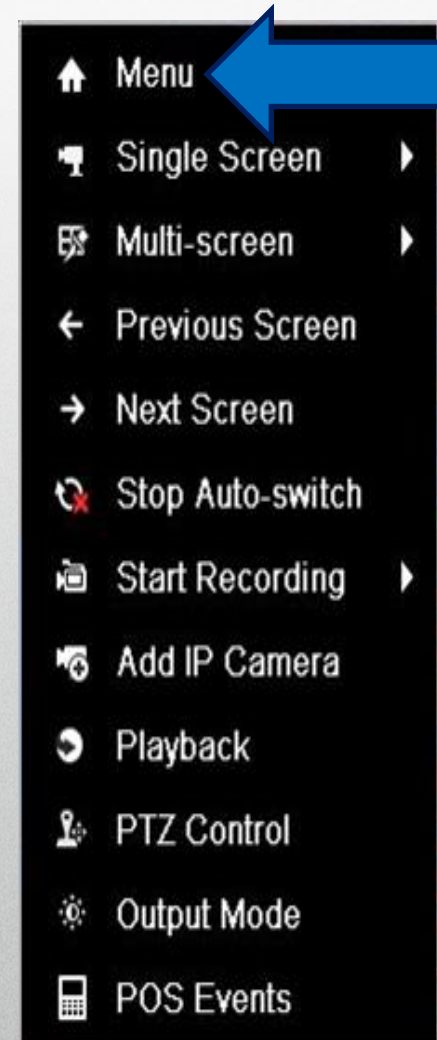 Menu
Single Screen
Multi-screen
Previous Screen
Next Screen
Stop Auto-switch
Start Recording
Add IP Camera
Playback
PTZ Control
Output Mode
POS Events